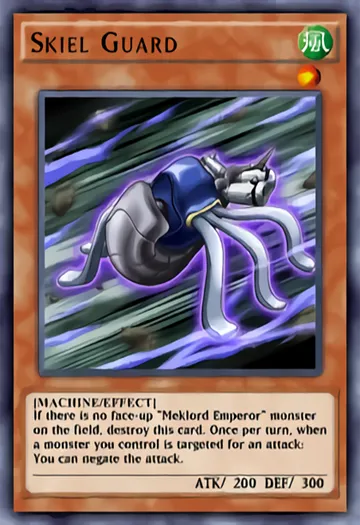 SKIEL GUARD
風
[MACHINE/EFFECT]
If there is no face-up "Meklord Emperor" monster
on the field, destroy this card. Once per turn, when
a monster you control is targeted for an attack:
You can negate the attack.
ATK/ 200 DEF/ 300